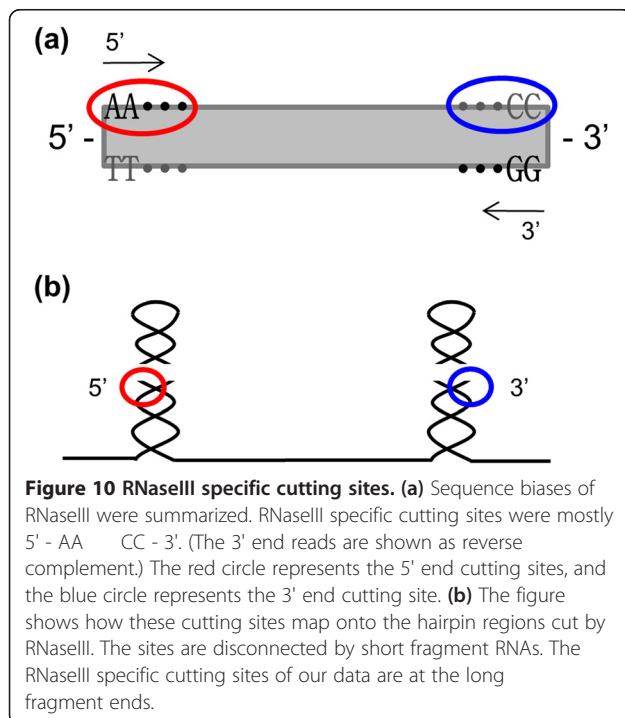 (a)
5'
AA•••
•••CC
5' -
- 3'
TT•••
•••GG
3'
(b)
5'
3'
Figure 10 RNaseIII specific cutting sites. (a) Sequence biases of
RNaseIII were summarized. RNaseIII specific cutting sites were mostly
5' - AA CC - 3'. (The 3' end reads are shown as reverse
complement.) The red circle represents the 5' end cutting sites, and
the blue circle represents the 3' end cutting site. (b) The figure
shows how these cutting sites map onto the hairpin regions cut by
RNaseIII. The sites are disconnected by short fragment RNAs. The
RNaseIII specific cutting sites of our data are at the long
fragment ends.